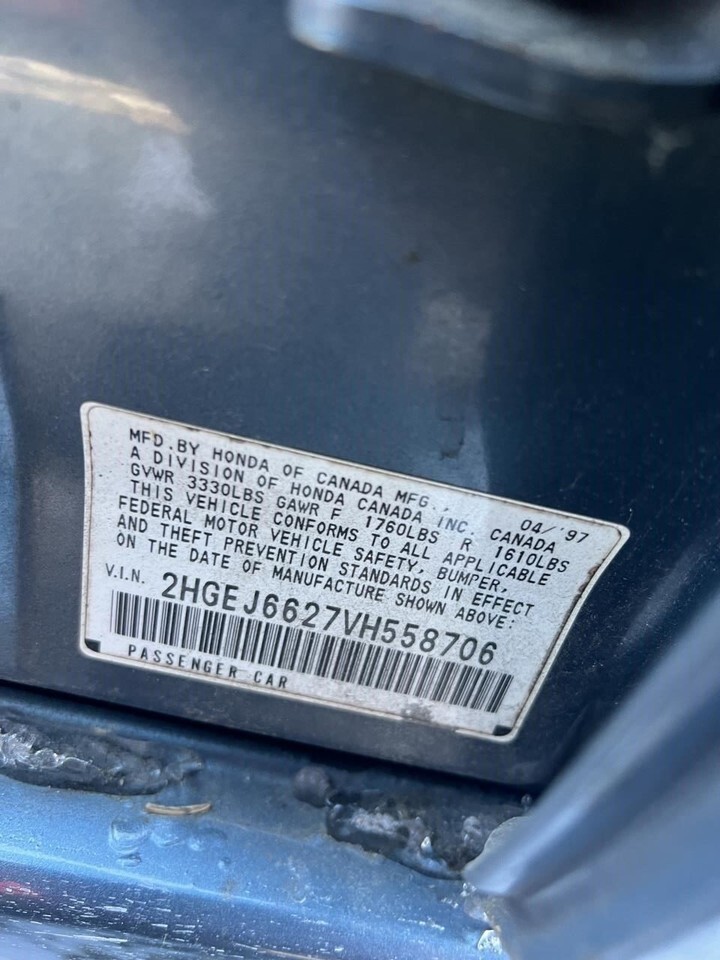 MFD.BY HONDA OF CANADA MFG., 04/'97
A DIVISION OF HONDA CANADA INC. CANADA
GVWR 3330LBS GAWR F 1760LBS R 1610LBS
THIS VEHICLE CONFORMS TO ALL APPLICABLE
FEDERAL MOTOR VEHICLE SAFETY, BUMPER,
AND THEFT PREVENTION STANDARDS IN EFFECT
ON THE DATE OF MANUFACTURE SHOWN ABOVE:
V.I.N. 2HGEJ6627VH558706
PASSENGER CAR